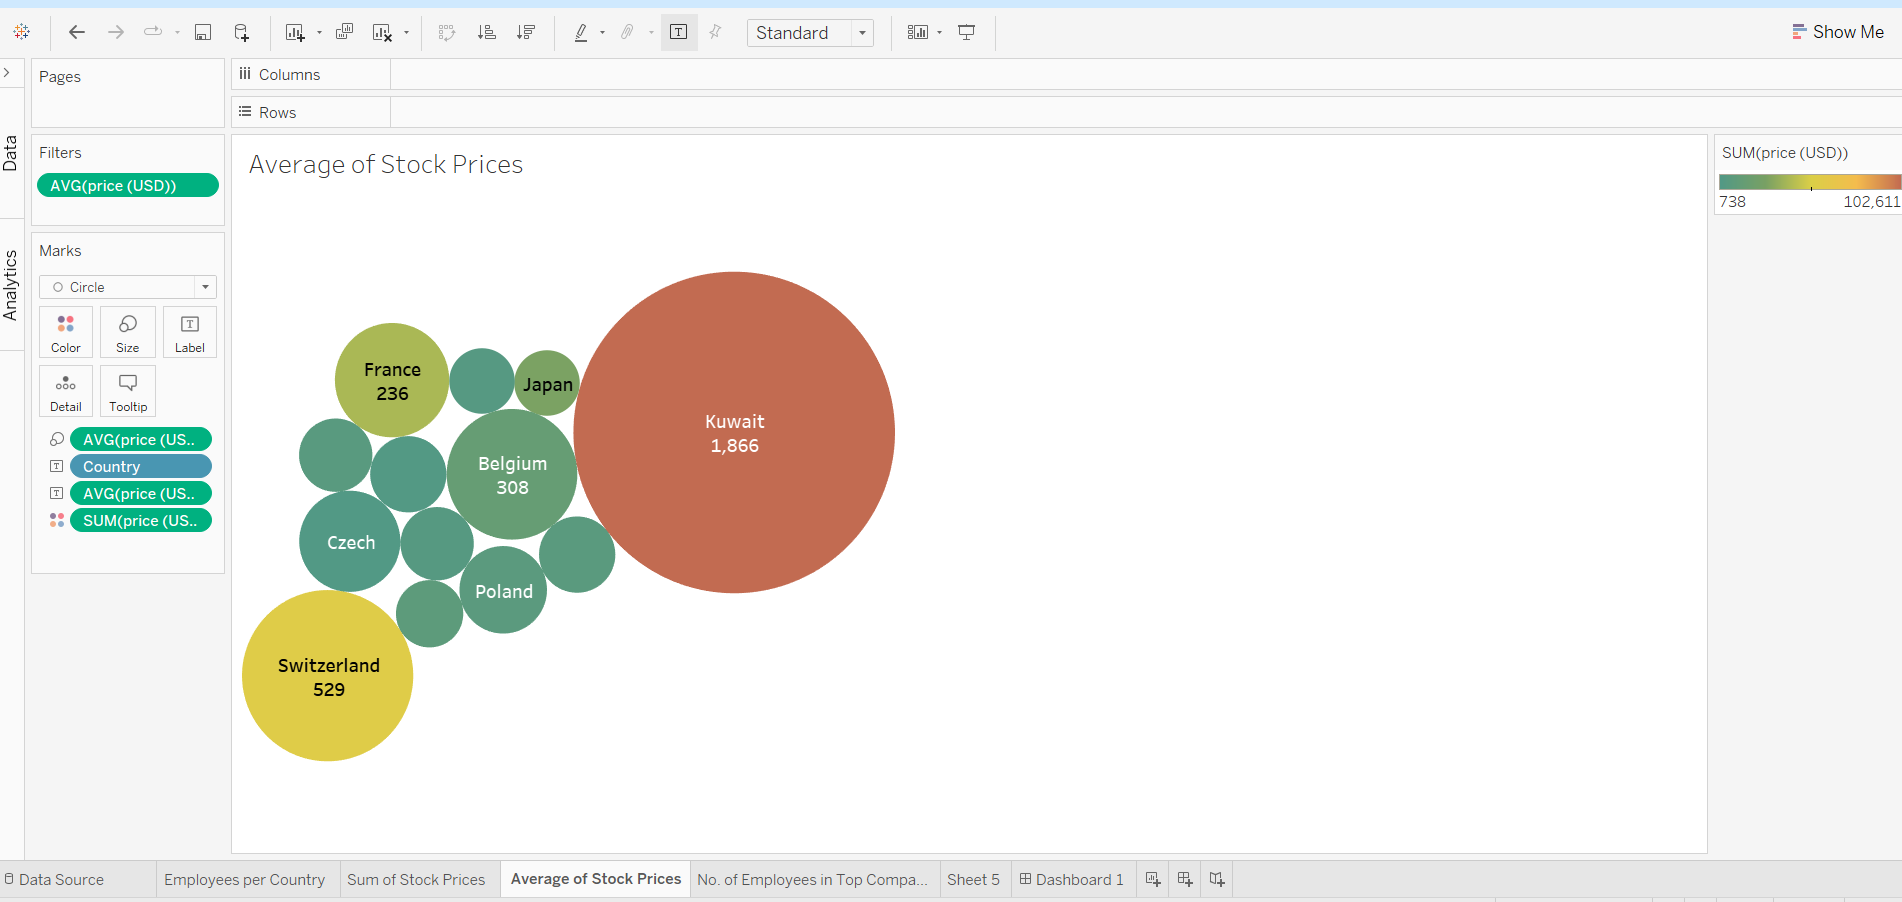 Standard
Show Me
Pages
Columns
Rows
Data
Analytics
Filters
AVG(price (USD))
Marks
Circle
Color
Size
Label
Detail
Tooltip
AVG(price (US..
Country
AVG(price (US..
SUM(price (US..
Average of Stock Prices
France
236
Japan
Kuwait
1,866
Belgium
308
Czech
Poland
Switzerland
529
SUM(price (USD))
738
102,611
Data Source
Employees per Country
Sum of Stock Prices
Average of Stock Prices
No. of Employees in Top Compa...
Sheet 5
Dashboard 1